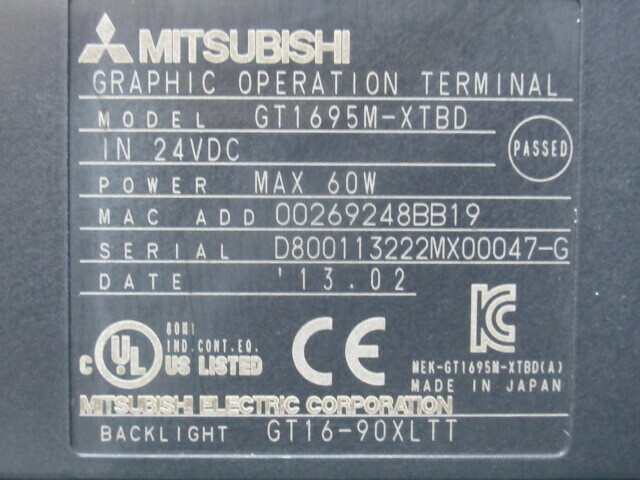 MITSUBISHI
GRAPHIC OPERATION TERMINAL
MODEL GT1695M-XTBD
IN 24VDC
PASSED
POWER MAX 60W
MAC ADD 00269248BB19
SERIAL D800113222MX00047-G
DATE '13.02
80M1
IND.CONT.EQ.
C UL US LISTED
CE
KC
MEK-GT1695M-XTBD(A)
MADE IN JAPAN
MITSUBISHI ELECTRIC CORPORATION
BACKLIGHT GT16-90XLTT